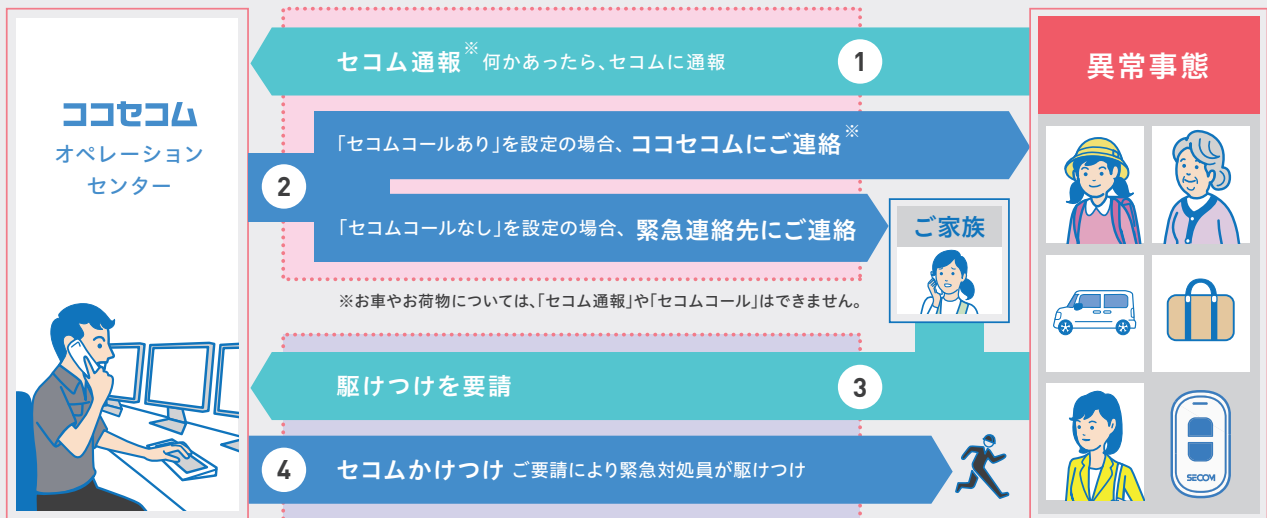 ココセコム
オペレーション
センター
セコム通報※ 何かあったら、セコムに通報
1
異常事態
2
「セコムコールあり」を設定の場合、ココセコムにご連絡※
「セコムコールなし」を設定の場合、緊急連絡先にご連絡
ご家族
※お車やお荷物については、「セコム通報」や「セコムコール」はできません。
駆けつけを要請
3
4
セコムかけつけ ご要請により緊急対処員が駆けつけ
SECOM